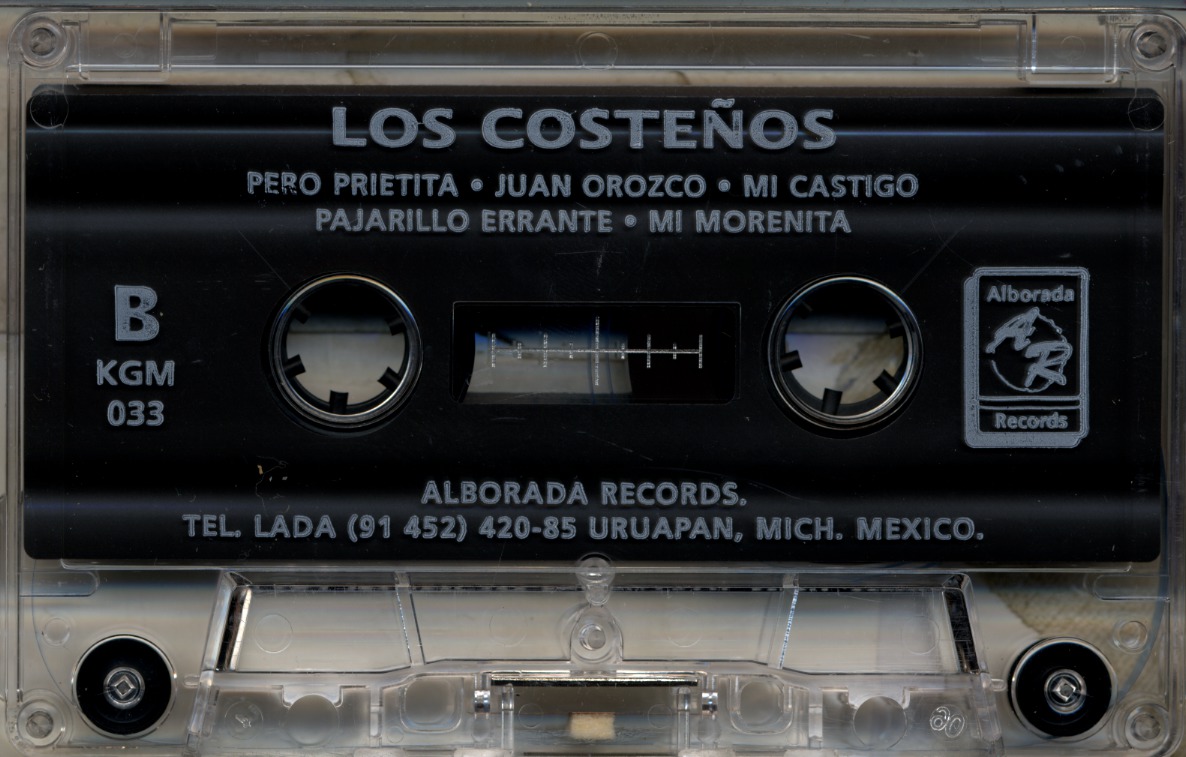 LOS COSTEÑOS
PERO PRIETITA • JUAN OROZCO • MI CASTIGO
PAJARILLO ERRANTE • MI MORENITA
B
KGM
033
Alborada
AR
Records
ALBORADA RECORDS.
TEL. LADA (91 452) 420-85 URUAPAN, MICH. MEXICO.